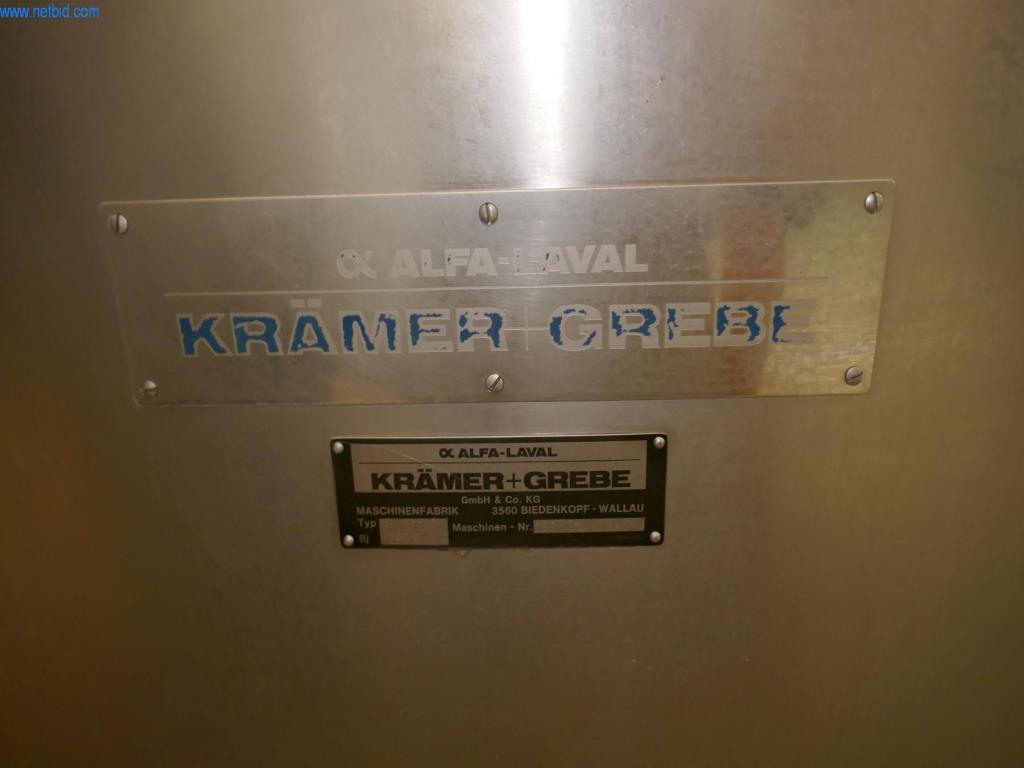 www.netbid.com
α ALFA-LAVAL
KRÄMER+GREBE
α ALFA-LAVAL
KRÄMER+GREBE
GmbH & Co. KG
MASCHINENFABRIK 3560 BIEDENKOPF - WALLAU
Typ Maschinen - Nr.
Bj